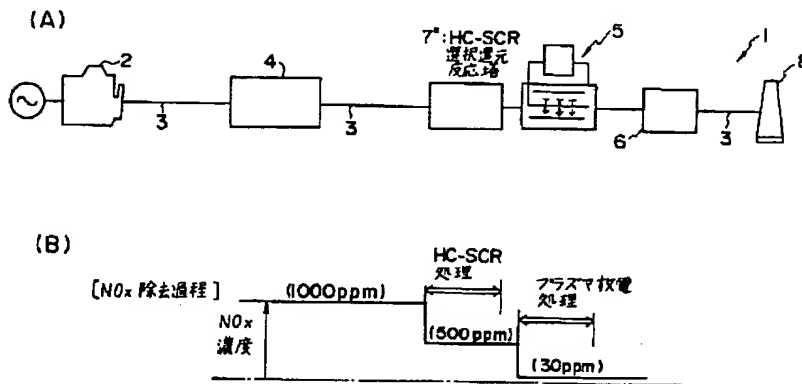 (A)
2
4
7":HC-SCR
選択還元
反応塔
5
1
8
3
3
6
3
(B)
HC-SCR
処理
プラズマ放電
処理
[NOx 除去過程]
(1000ppm)
NOx
濃度
(500ppm)
(30ppm)